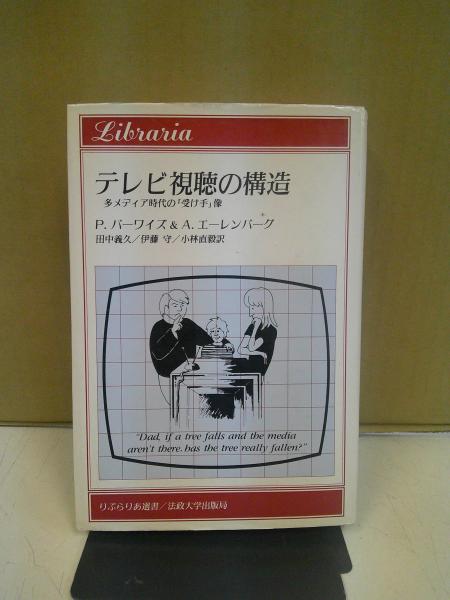 Libraria
テレビ視聴の構造
多メディア時代の「受け手」像
P. バーワイズ & A. エーレンバーグ
田中義久／伊藤 守／小林直毅訳
"Dad, if a tree falls and the media
aren't there, has the tree really fallen?"
りぶらりあ選書／法政大学出版局